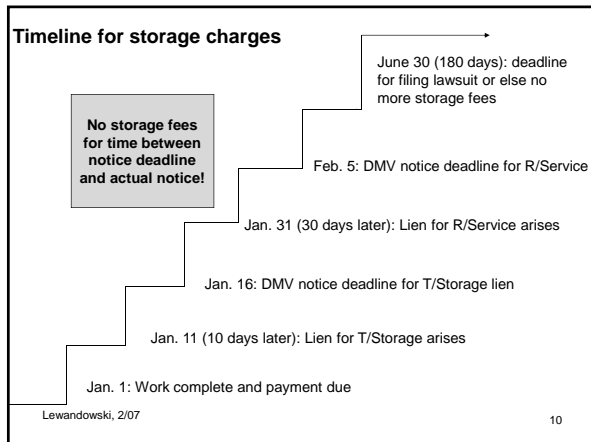 Timeline for storage charges
June 30 (180 days): deadline
for filing lawsuit or else no
more storage fees
No storage fees
for time between
notice deadline
and actual notice!
Feb. 5: DMV notice deadline for R/Service
Jan. 31 (30 days later): Lien for R/Service arises
Jan. 16: DMV notice deadline for T/Storage lien
Jan. 11 (10 days later): Lien for T/Storage arises
Jan. 1: Work complete and payment due
Lewandowski, 2/07
10